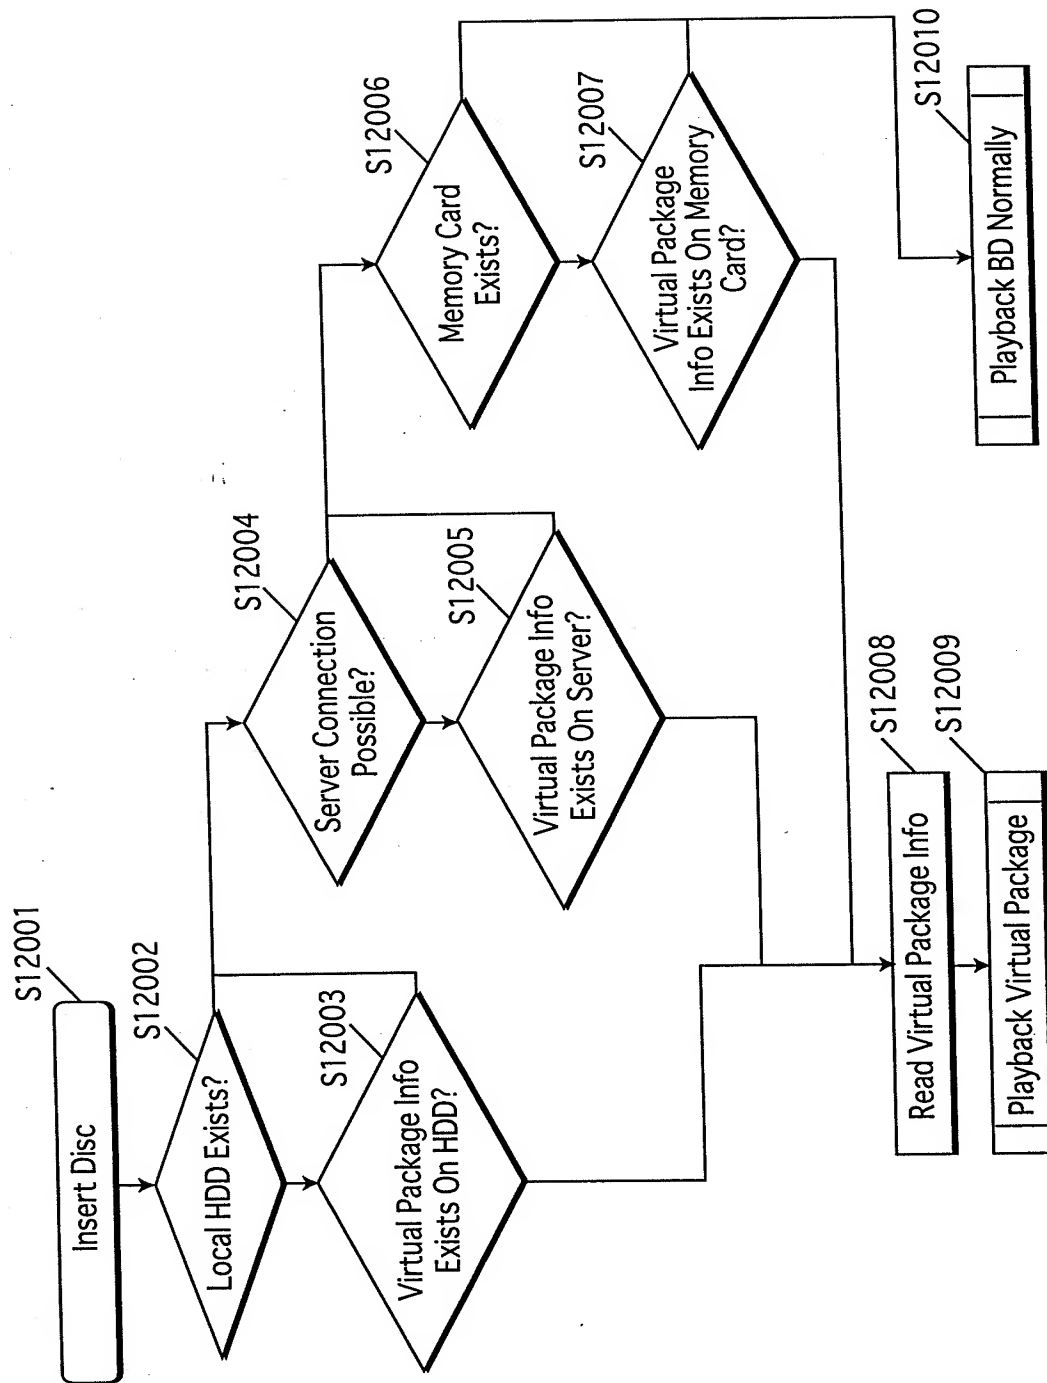 S12001
Insert Disc
S12002
Local HDD Exists?
S12003
Virtual Package Info
Exists On HDD?
S12004
Server Connection
Possible?
S12005
Virtual Package Info
Exists On Server?
S12006
Memory Card
Exists?
S12007
Virtual Package
Info Exists On Memory
Card?
S12008
Read Virtual Package Info
S12009
Playback Virtual Package
S12010
Playback BD Normally